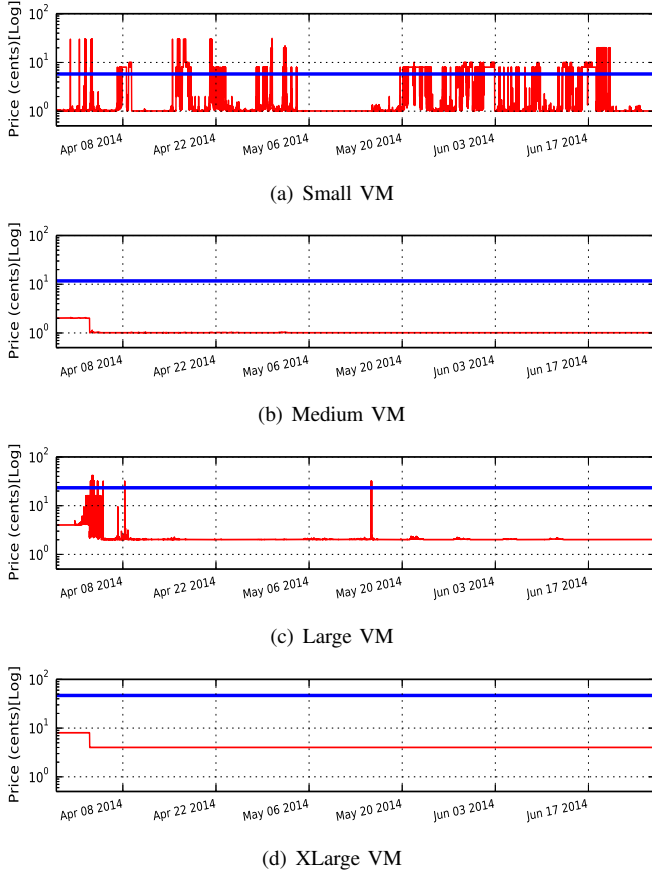 Price (cents)[Log]
10²
10¹
10⁰
Apr 08 2014 Apr 22 2014 May 06 2014 May 20 2014 Jun 03 2014 Jun 17 2014
(a) Small VM
Price (cents)[Log]
10²
10¹
10⁰
Apr 08 2014 Apr 22 2014 May 06 2014 May 20 2014 Jun 03 2014 Jun 17 2014
(b) Medium VM
Price (cents)[Log]
10²
10¹
10⁰
Apr 08 2014 Apr 22 2014 May 06 2014 May 20 2014 Jun 03 2014 Jun 17 2014
(c) Large VM
Price (cents)[Log]
10²
10¹
10⁰
Apr 08 2014 Apr 22 2014 May 06 2014 May 20 2014 Jun 03 2014 Jun 17 2014
(d) XLarge VM